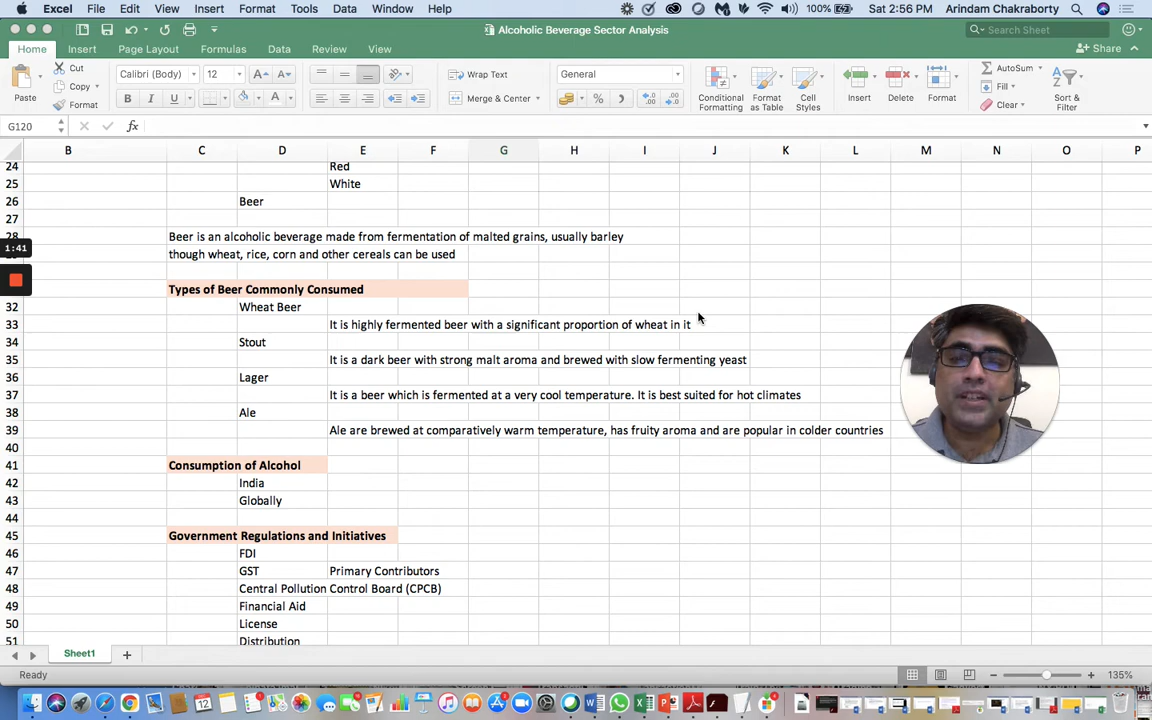 Excel File Edit View Insert Format Tools Data Window Help 100% Sat 2:56 PM Arindam Chakraborty
Alcoholic Beverage Sector Analysis
Search Sheet
Home Insert Page Layout Formulas Data Review View
Share
Paste Cut Copy Format
Calibri (Body) 12 A A
B I U A
Wrap Text
Merge & Center
General
%
Conditional Formatting
Format as Table
Cell Styles
Insert Delete Format
AutoSum
Fill
Clear
Sort & Filter
G120 fx
B C D E F G H I J K L M N O P
24 Red
25 White
26 Beer
27
28 Beer is an alcoholic beverage made from fermentation of malted grains, usually barley
1:41
though wheat, rice, corn and other cereals can be used
Types of Beer Commonly Consumed
32 Wheat Beer
33 It is highly fermented beer with a significant proportion of wheat in it
34 Stout
35 It is a dark beer with strong malt aroma and brewed with slow fermenting yeast
36 Lager
37 It is a beer which is fermented at a very cool temperature. It is best suited for hot climates
38 Ale
39 Ale are brewed at comparatively warm temperature, has fruity aroma and are popular in colder countries
40
41 Consumption of Alcohol
42 India
43 Globally
44
45 Government Regulations and Initiatives
46 FDI
47 GST Primary Contributors
48 Central Pollution Control Board (CPCB)
49 Financial Aid
50 License
51 Distribution
Sheet1
Ready 135%